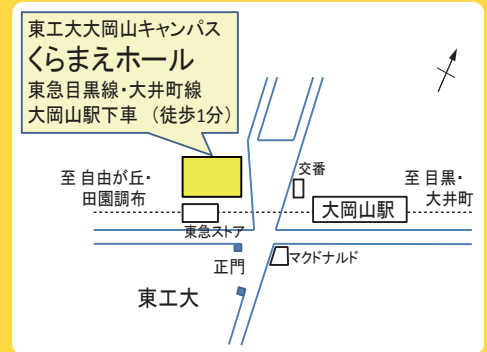 東工大大岡山キャンパス
くらまえホール
東急目黒線・大井町線
大岡山駅下車 （徒歩1分）
交番
至 自由が丘・
田園調布
至 目黒・
大井町
大岡山駅
東急ストア
正門
マクドナルド
東工大